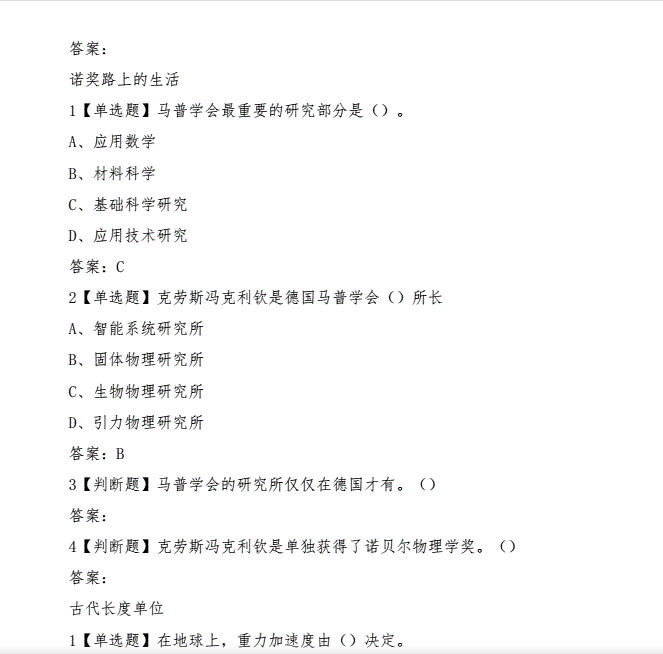 答案：
诺奖路上的生活
1【单选题】马普学会最重要的研究部分是（）。
A、应用数学
B、材料科学
C、基础科学研究
D、应用技术研究
答案：C
2【单选题】克劳斯冯克利钦是德国马普学会（）所长
A、智能系统研究所
B、固体物理研究所
C、生物物理研究所
D、引力物理研究所
答案：B
3【判断题】马普学会的研究所仅仅在德国才有。（）
答案：
4【判断题】克劳斯冯克利钦是单独获得了诺贝尔物理学奖。（）
答案：
古代长度单位
1【单选题】在地球上，重力加速度由（）决定。